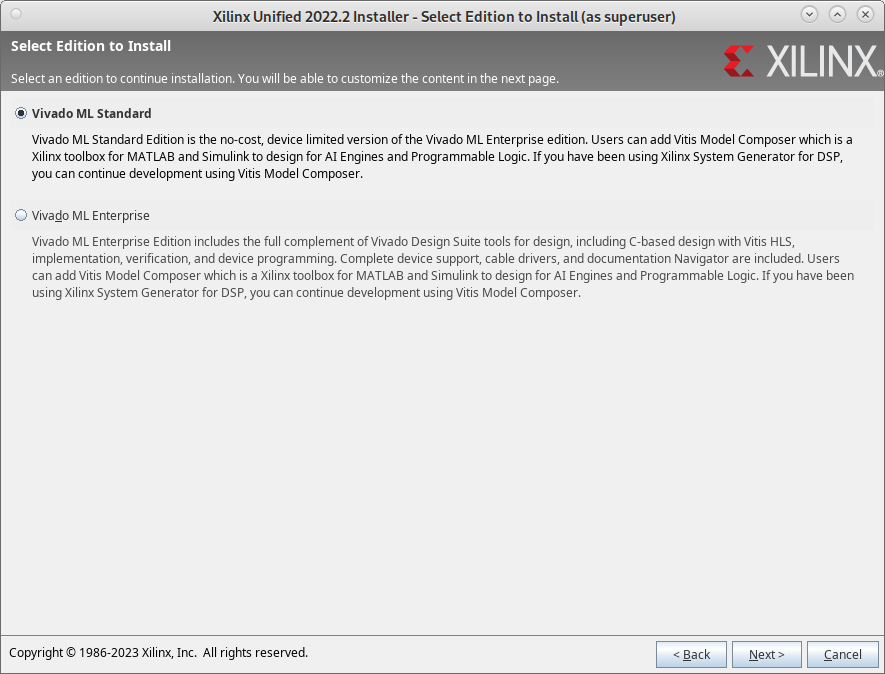 Xilinx Unified 2022.2 Installer - Select Edition to Install (as superuser)
Select Edition to Install
Select an edition to continue installation. You will be able to customize the content in the next page.
XILINX®
Vivado ML Standard
Vivado ML Standard Edition is the no-cost, device limited version of the Vivado ML Enterprise edition. Users can add Vitis Model Composer which is a
Xilinx toolbox for MATLAB and Simulink to design for AI Engines and Programmable Logic. If you have been using Xilinx System Generator for DSP,
you can continue development using Vitis Model Composer.
Vivado ML Enterprise
Vivado ML Enterprise Edition includes the full complement of Vivado Design Suite tools for design, including C-based design with Vitis HLS,
implementation, verification, and device programming. Complete device support, cable drivers, and documentation Navigator are included. Users
can add Vitis Model Composer which is a Xilinx toolbox for MATLAB and Simulink to design for AI Engines and Programmable Logic. If you have been
using Xilinx System Generator for DSP, you can continue development using Vitis Model Composer.
Copyright © 1986-2023 Xilinx, Inc.  All rights reserved.
< Back
Next >
Cancel